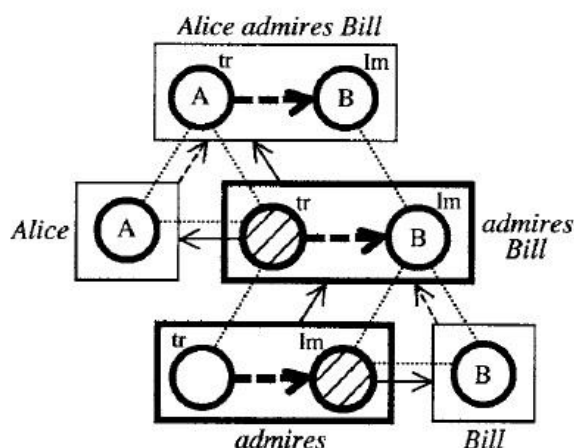 Alice admires Bill
tr
lm
A
B
tr
lm
Alice
A
B
admires
Bill
tr
lm
B
admires
Bill